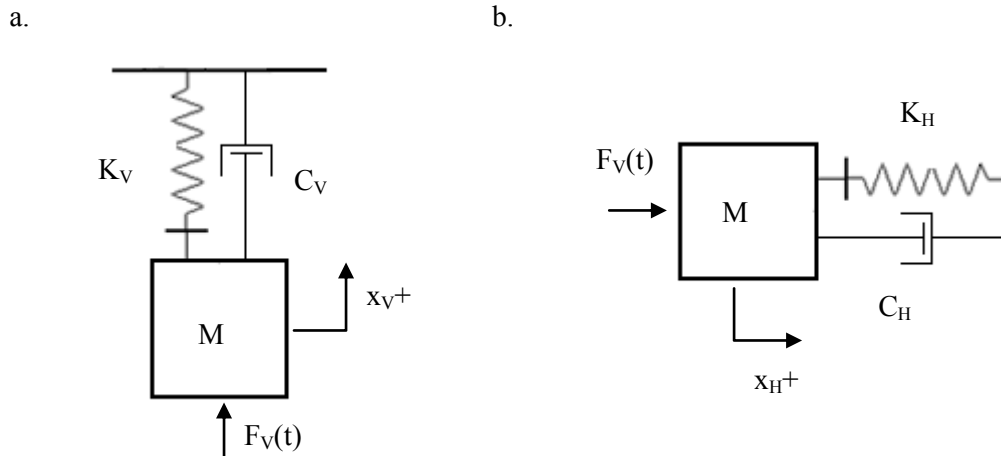 a.
K_V
C_V
M
x_V+
F_V(t)
b.
K_H
F_V(t)
M
C_H
x_H+